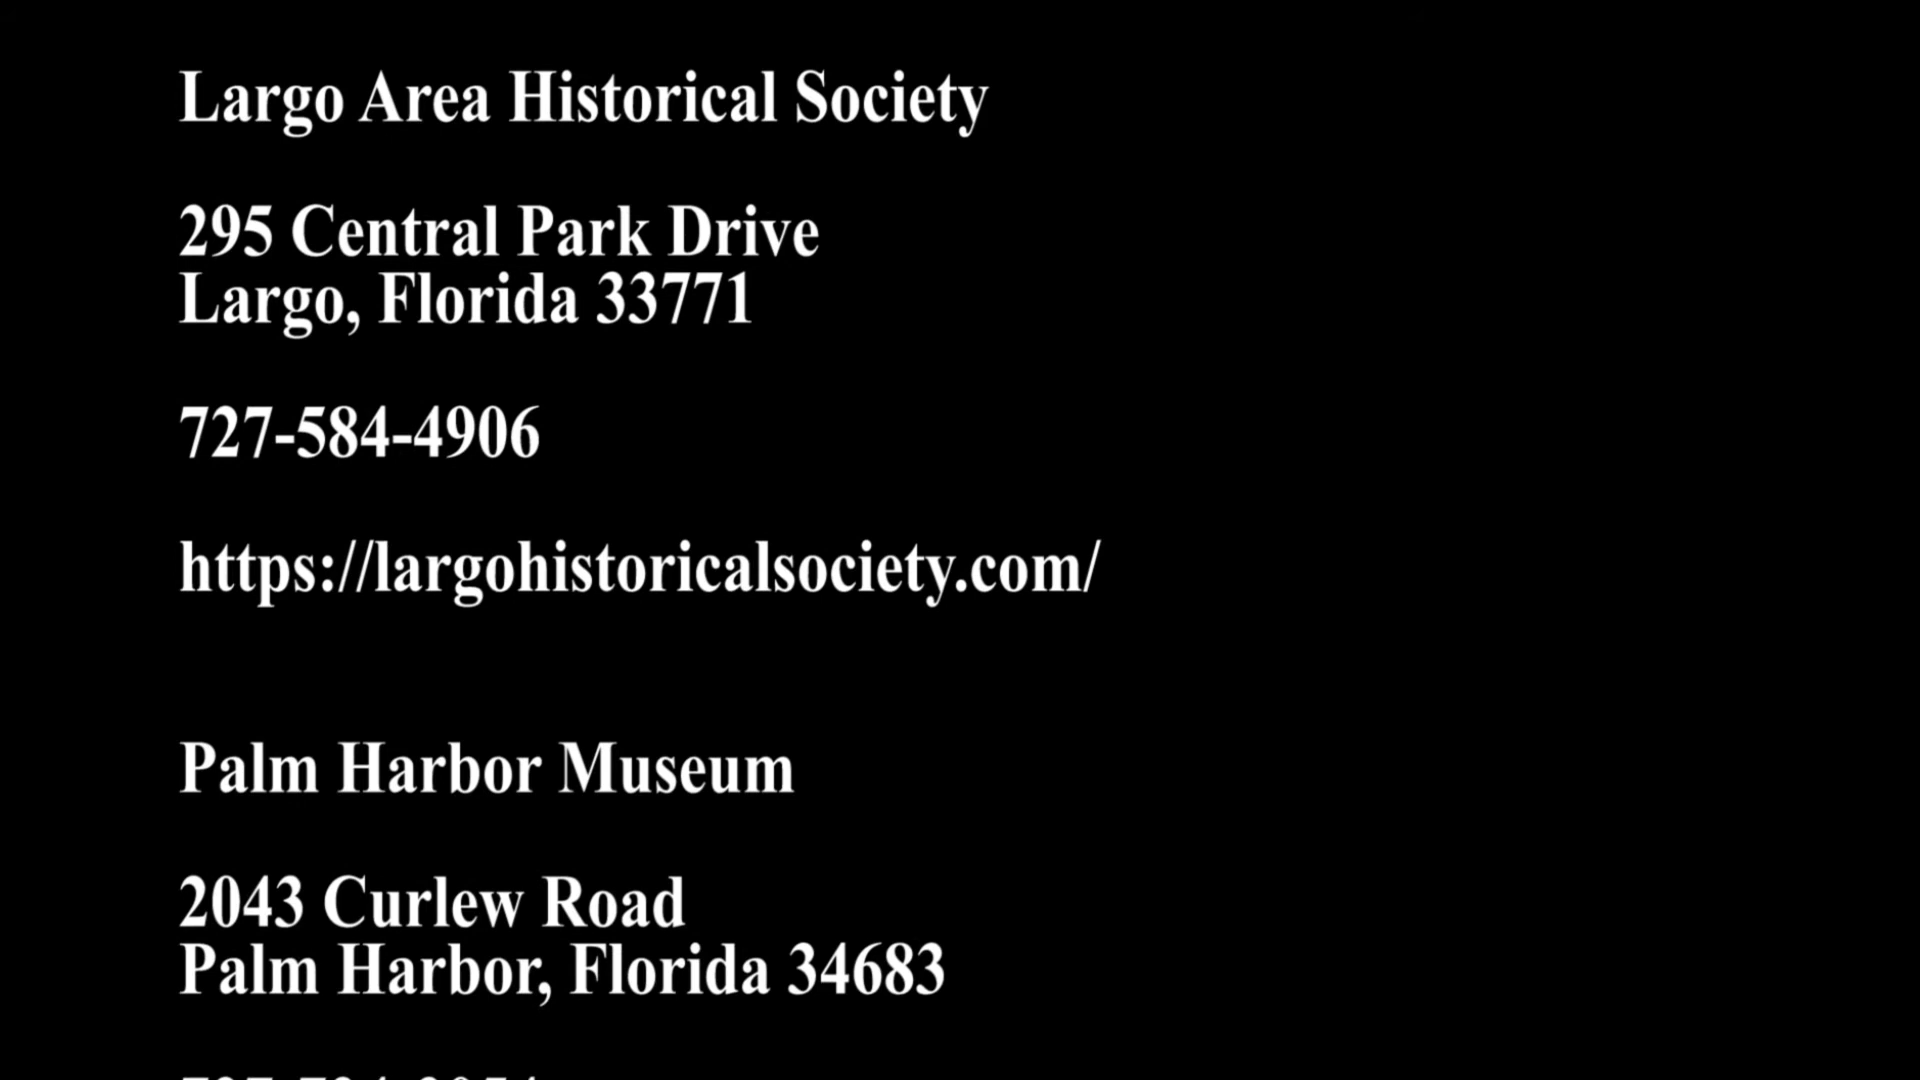 Largo Area Historical Society
295 Central Park Drive
Largo, Florida 33771
727-584-4906
https://largohistoricalsociety.com/
Palm Harbor Museum
2043 Curlew Road
Palm Harbor, Florida 34683